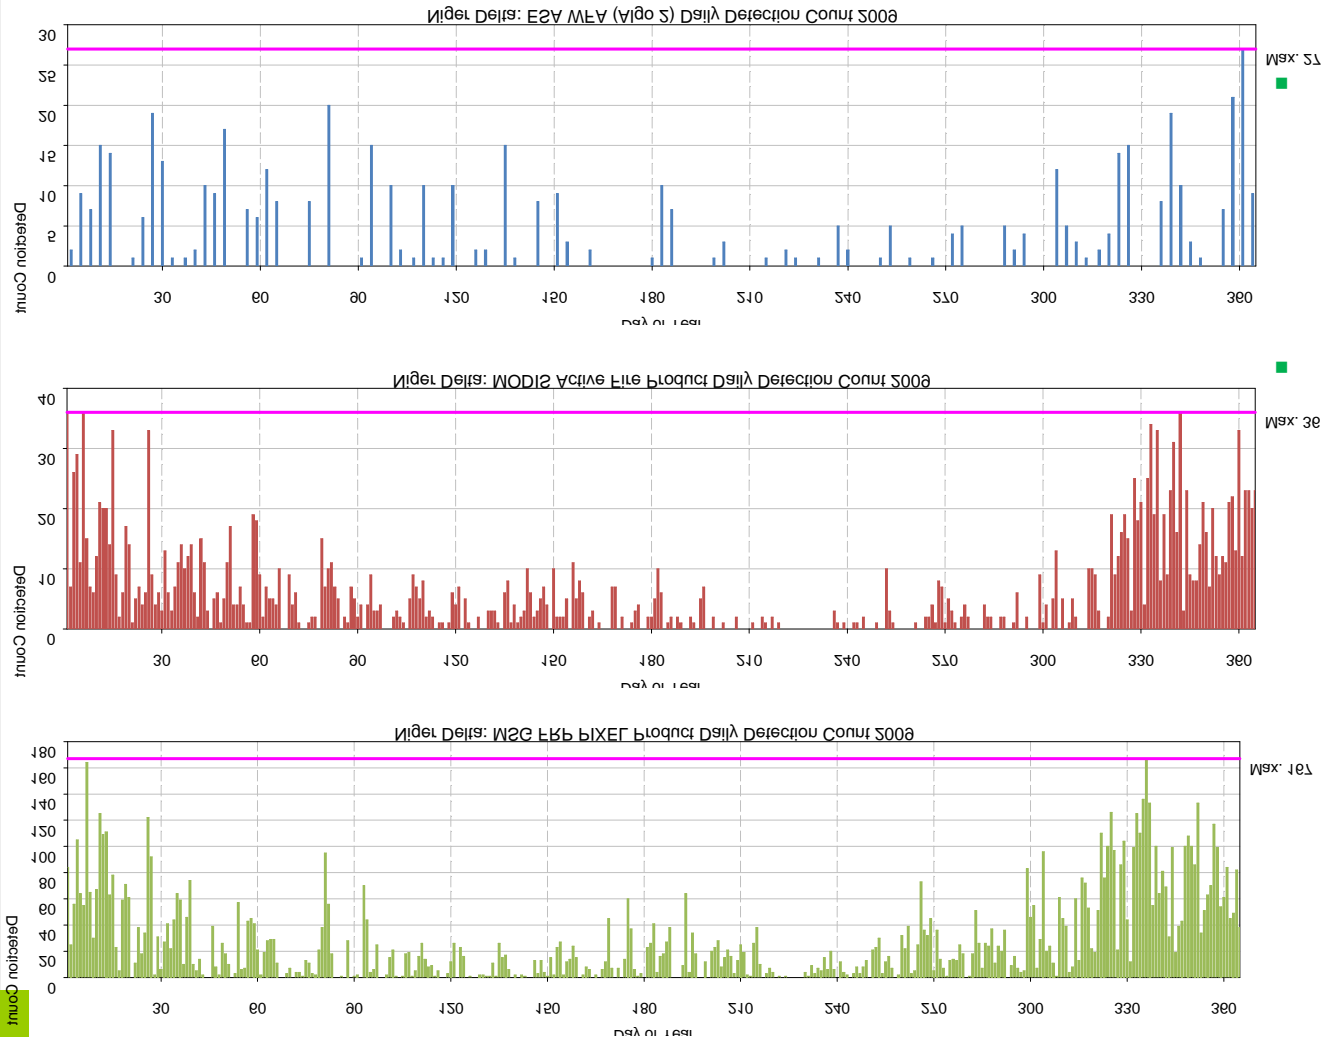 Niger Delta: ESA WFA (Algo 2) Daily Detection Count 2009
30
Max. 27
25
20
15
10
5
0
Detection Count
30 60 90 120 150 180 210 240 270 300 330 360
Day of Year
Niger Delta: MODIS Active Fire Product Daily Detection Count 2009
40
Max. 36
30
20
10
0
Detection Count
30 60 90 120 150 180 210 240 270 300 330 360
Day of Year
Niger Delta: MSG FRP PIXEL Product Daily Detection Count 2009
180
Max. 167
160
140
120
100
80
60
40
20
0
Detection Count
30 60 90 120 150 180 210 240 270 300 330 360
Day of Year